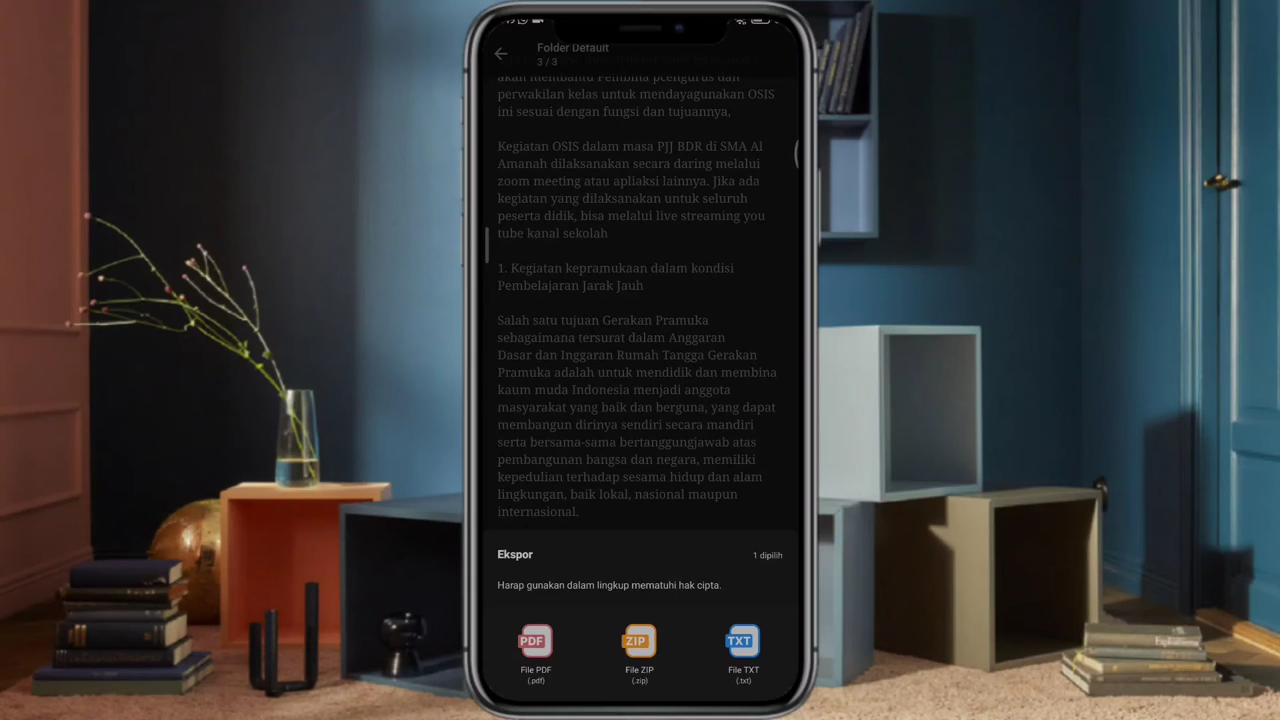 Folder Default
3 / 3
akan membantu Pembina pcengurus dan
perwakilan kelas untuk mendayagunakan OSIS
ini sesuai dengan fungsi dan tujuannya,
Kegiatan OSIS dalam masa PJJ BDR di SMA Al
Amanah dilaksanakan secara daring melalui
zoom meeting atau apliaksi lainnya. Jika ada
kegiatan yang dilaksanakan untuk seluruh
peserta didik, bisa melalui live streaming you
tube kanal sekolah
1. Kegiatan kepramukaan dalam kondisi
Pembelajaran Jarak Jauh
Salah satu tujuan Gerakan Pramuka
sebagaimana tersurat dalam Anggaran
Dasar dan Inggaran Rumah Tangga Gerakan
Pramuka adalah untuk mendidik dan membina
kaum muda Indonesia menjadi anggota
masyarakat yang baik dan berguna, yang dapat
membangun dirinya sendiri secara mandiri
serta bersama-sama bertanggungjawab atas
pembangunan bangsa dan negara, memiliki
kepedulian terhadap sesama hidup dan alam
lingkungan, baik lokal, nasional maupun
internasional.
Ekspor
1 dipilih
Harap gunakan dalam lingkup mematuhi hak cipta.
PDF
ZIP
TXT
File PDF
(.pdf)
File ZIP
(.zip)
File TXT
(.txt)